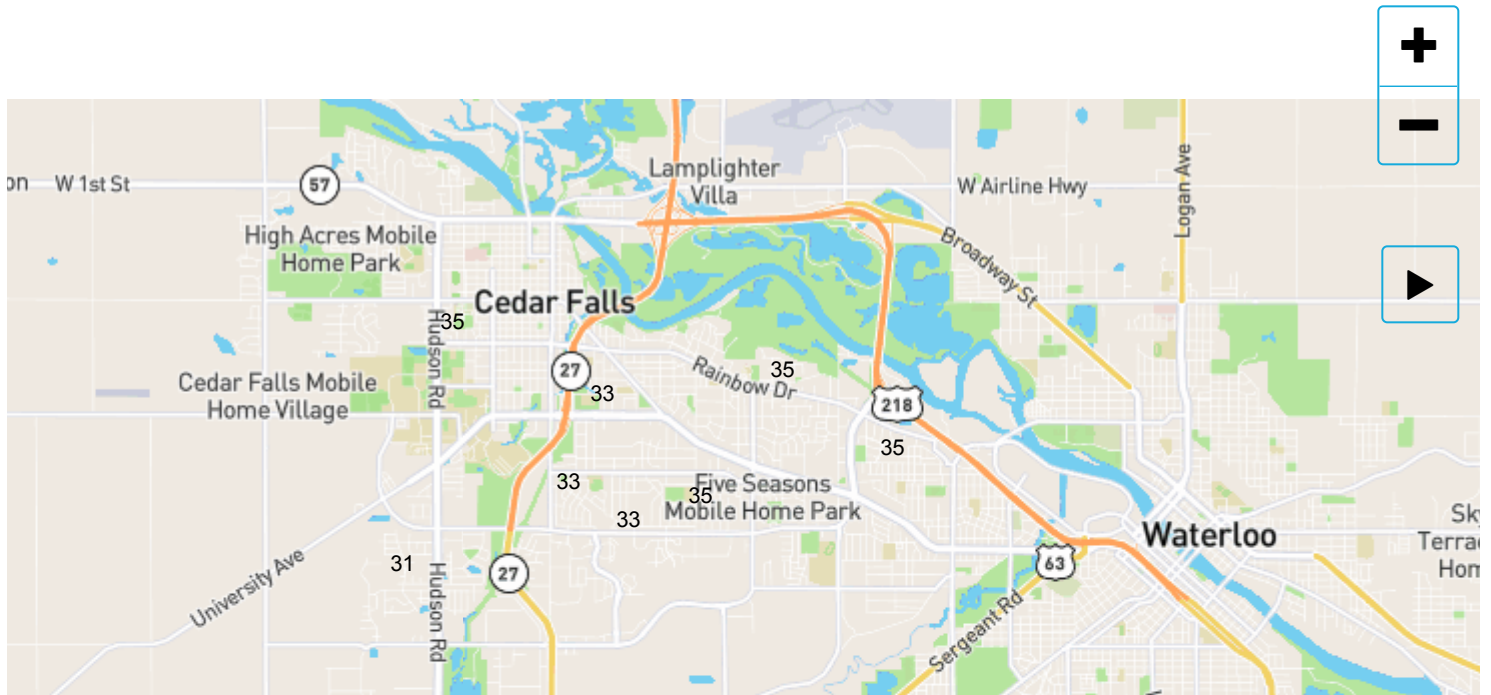 Lamplighter
Villa
on
W 1st St
57
W Airline Hwy
Logan Ave
High Acres Mobile
Home Park
Broadway St
Cedar Falls
35
Hudson Rd
27
Rainbow Dr
35
Cedar Falls Mobile
Home Village
33
218
35
33
Five Seasons
35
Mobile Home Park
33
Waterloo
Sky
Terrac
Hom
31
University Ave
27
Hudson Rd
63
Sergeant Rd